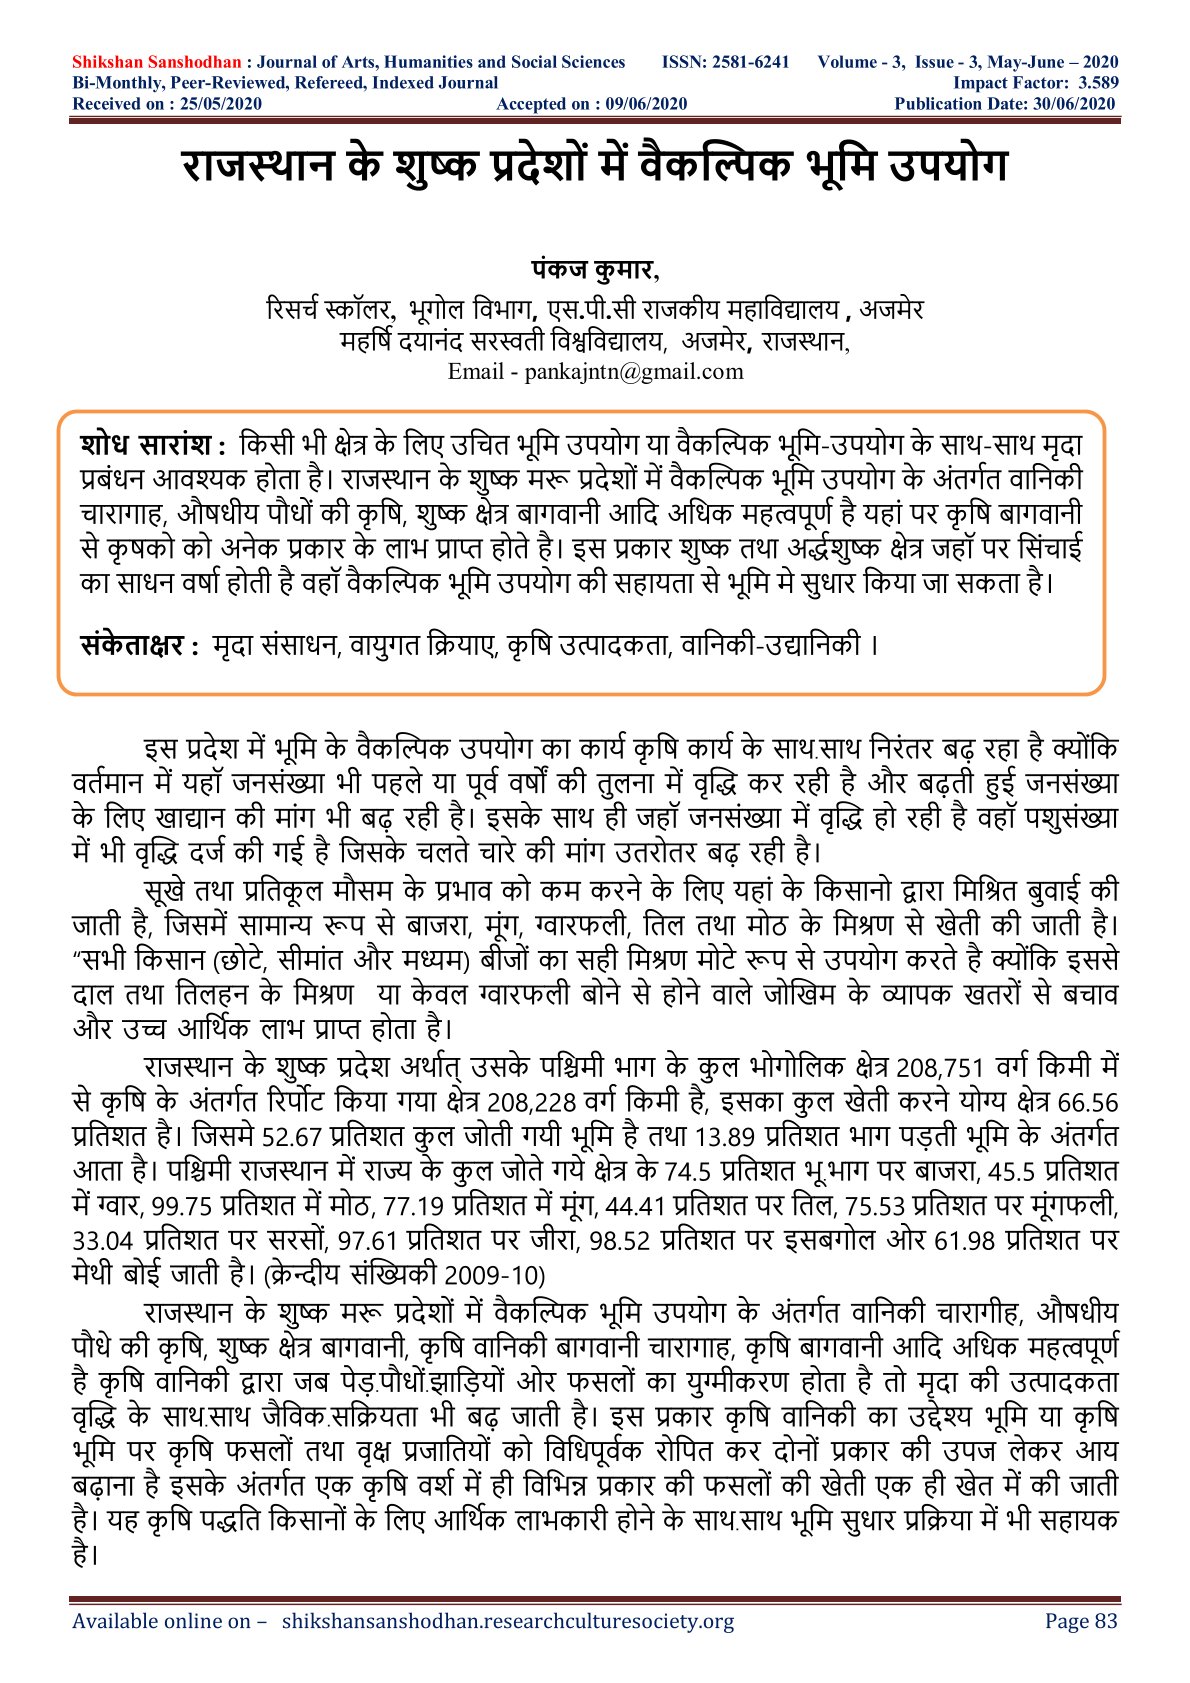 Shikshan Sanshodhan : Journal of Arts, Humanities and Social Sciences ISSN: 2581-6241 Volume - 3, Issue - 3, May-June – 2020
Bi-Monthly, Peer-Reviewed, Refereed, Indexed Journal Impact Factor: 3.589
Received on : 25/05/2020 Accepted on : 09/06/2020 Publication Date: 30/06/2020
राजस्थान के शुष्क प्रदेशों में वैकल्पिक भूमि उपयोग
पंकज कुमार,
रिसर्च स्कॉलर, भूगोल विभाग, एस.पी.सी राजकीय महाविद्यालय , अजमेर
महर्षि दयानंद सरस्वती विश्वविद्यालय, अजमेर, राजस्थान,
Email - pankajntn@gmail.com
शोध सारांश : किसी भी क्षेत्र के लिए उचित भूमि उपयोग या वैकल्पिक भूमि-उपयोग के साथ-साथ मृदा
प्रबंधन आवश्यक होता है। राजस्थान के शुष्क मरू प्रदेशों में वैकल्पिक भूमि उपयोग के अंतर्गत वानिकी
चारागाह, औषधीय पौधों की कृषि, शुष्क क्षेत्र बागवानी आदि अधिक महत्वपूर्ण है यहां पर कृषि बागवानी
से कृषको को अनेक प्रकार के लाभ प्राप्त होते है। इस प्रकार शुष्क तथा अर्द्धशुष्क क्षेत्र जहॉ पर सिंचाई
का साधन वर्षा होती है वहॉ वैकल्पिक भूमि उपयोग की सहायता से भूमि मे सुधार किया जा सकता है।
संकेताक्षर : मृदा संसाधन, वायुगत क्रियाए, कृषि उत्पादकता, वानिकी-उद्यानिकी ।
इस प्रदेश में भूमि के वैकल्पिक उपयोग का कार्य कृषि कार्य के साथ.साथ निरंतर बढ़ रहा है क्योंकि
वर्तमान में यहॉ जनसंख्या भी पहले या पूर्व वर्षों की तुलना में वृद्धि कर रही है और बढ़ती हुई जनसंख्या
के लिए खाद्यान की मांग भी बढ़ रही है। इसके साथ ही जहॉ जनसंख्या में वृद्धि हो रही है वहॉ पशुसंख्या
में भी वृद्धि दर्ज की गई है जिसके चलते चारे की मांग उतरोतर बढ़ रही है।
सूखे तथा प्रतिकूल मौसम के प्रभाव को कम करने के लिए यहां के किसानो द्वारा मिश्रित बुवाई की
जाती है, जिसमें सामान्य रूप से बाजरा, मूंग, ग्वारफली, तिल तथा मोठ के मिश्रण से खेती की जाती है।
“सभी किसान (छोटे, सीमांत और मध्यम) बीजों का सही मिश्रण मोटे रूप से उपयोग करते है क्योंकि इससे
दाल तथा तिलहन के मिश्रण या केवल ग्वारफली बोने से होने वाले जोखिम के व्यापक खतरों से बचाव
और उच्च आर्थिक लाभ प्राप्त होता है।
राजस्थान के शुष्क प्रदेश अर्थात् उसके पश्चिमी भाग के कुल भोगोलिक क्षेत्र 208,751 वर्ग किमी में
से कृषि के अंतर्गत रिर्पोट किया गया क्षेत्र 208,228 वर्ग किमी है, इसका कुल खेती करने योग्य क्षेत्र 66.56
प्रतिशत है। जिसमे 52.67 प्रतिशत कुल जोती गयी भूमि है तथा 13.89 प्रतिशत भाग पड़ती भूमि के अंतर्गत
आता है। पश्चिमी राजस्थान में राज्य के कुल जोते गये क्षेत्र के 74.5 प्रतिशत भू.भाग पर बाजरा, 45.5 प्रतिशत
में ग्वार, 99.75 प्रतिशत में मोठ, 77.19 प्रतिशत में मूंग, 44.41 प्रतिशत पर तिल, 75.53 प्रतिशत पर मूंगफली,
33.04 प्रतिशत पर सरसों, 97.61 प्रतिशत पर जीरा, 98.52 प्रतिशत पर इसबगोल ओर 61.98 प्रतिशत पर
मेथी बोई जाती है। (क्रेन्दीय संख्यिकी 2009-10)
राजस्थान के शुष्क मरू प्रदेशों में वैकल्पिक भूमि उपयोग के अंतर्गत वानिकी चारागीह, औषधीय
पौधे की कृषि, शुष्क क्षेत्र बागवानी, कृषि वानिकी बागवानी चारागाह, कृषि बागवानी आदि अधिक महत्वपूर्ण
है कृषि वानिकी द्वारा जब पेड़.पौधों.झाड़ियों ओर फसलों का युग्मीकरण होता है तो मृदा की उत्पादकता
वृद्धि के साथ.साथ जैविक.सक्रियता भी बढ़ जाती है। इस प्रकार कृषि वानिकी का उद्देश्य भूमि या कृषि
भूमि पर कृषि फसलों तथा वृक्ष प्रजातियों को विधिपूर्वक रोपित कर दोनों प्रकार की उपज लेकर आय
बढ़ाना है इसके अंतर्गत एक कृषि वर्श में ही विभिन्न प्रकार की फसलों की खेती एक ही खेत में की जाती
है। यह कृषि पद्धति किसानों के लिए आर्थिक लाभकारी होने के साथ.साथ भूमि सुधार प्रक्रिया में भी सहायक
है।
Available online on – shikshansanshodhan.researchculturesociety.org Page 83